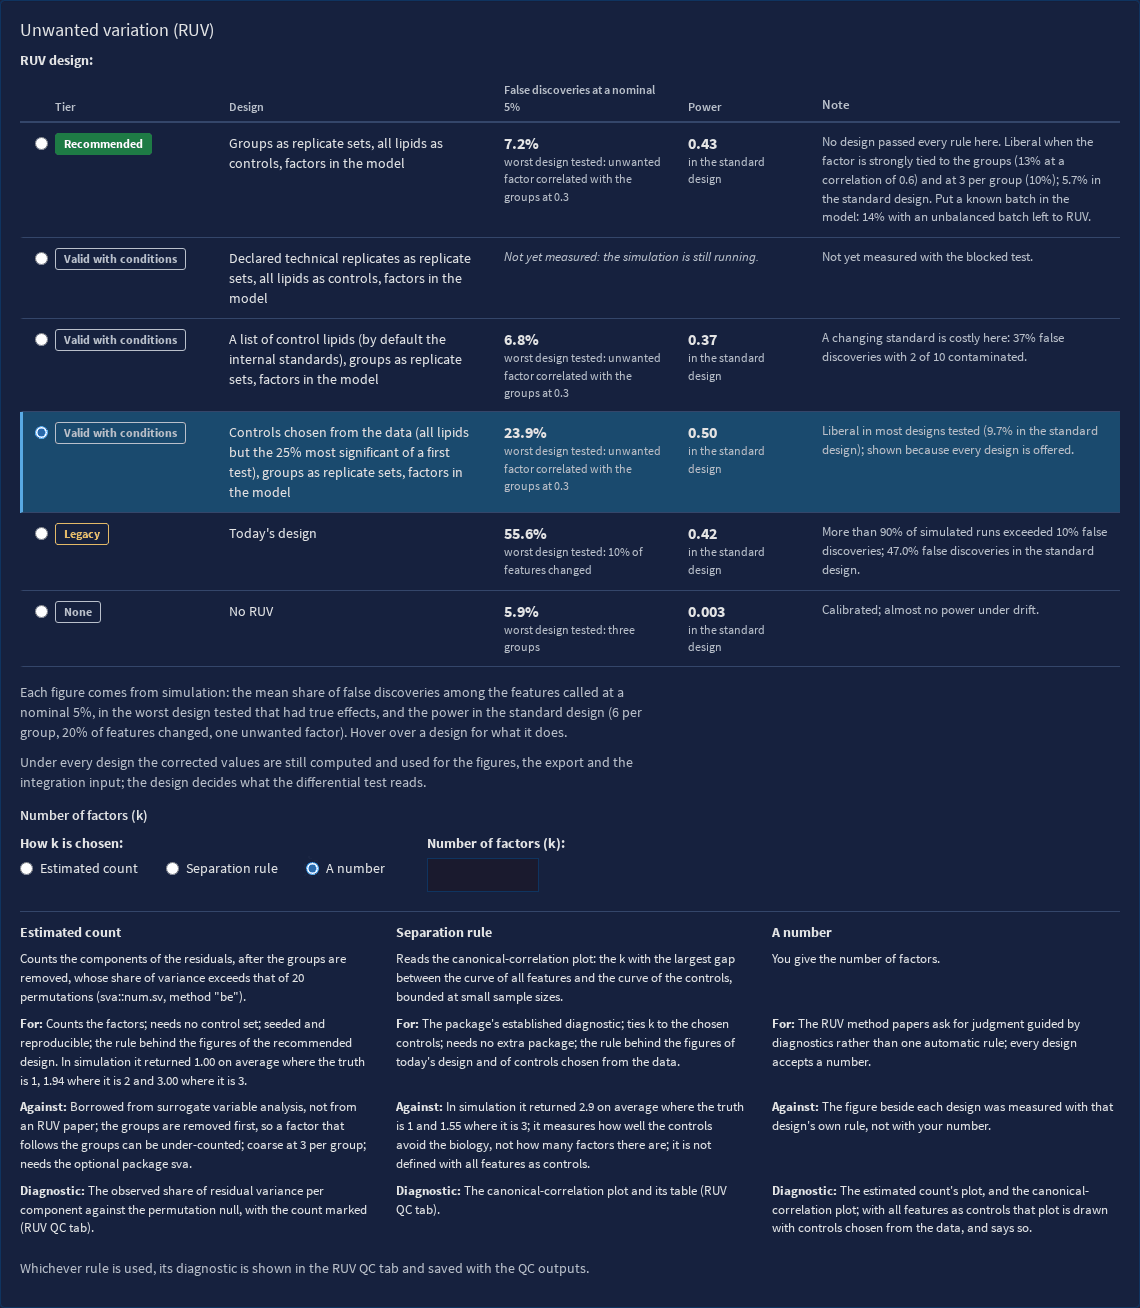 Unwanted variation (RUV)
RUV design:
Tier
Design
False discoveries at a nominal
5%
Power
Note
Recommended
Groups as replicate sets, all lipids as
controls, factors in the model
7.2%
worst design tested: unwanted
factor correlated with the
groups at 0.3
0.43
in the standard
design
No design passed every rule here. Liberal when the
factor is strongly tied to the groups (13% at a
correlation of 0.6) and at 3 per group (10%); 5.7% in
the standard design. Put a known batch in the
model: 14% with an unbalanced batch left to RUV.
Valid with conditions
Declared technical replicates as replicate
sets, all lipids as controls, factors in the
model
Not yet measured: the simulation is still running.
Not yet measured with the blocked test.
Valid with conditions
A list of control lipids (by default the
internal standards), groups as replicate
sets, factors in the model
6.8%
worst design tested: unwanted
factor correlated with the
groups at 0.3
0.37
in the standard
design
A changing standard is costly here: 37% false
discoveries with 2 of 10 contaminated.
Valid with conditions
Controls chosen from the data (all lipids
but the 25% most significant of a first
test), groups as replicate sets, factors in
the model
23.9%
worst design tested: unwanted
factor correlated with the
groups at 0.3
0.50
in the standard
design
Liberal in most designs tested (9.7% in the standard
design); shown because every design is offered.
Legacy
Today's design
55.6%
worst design tested: 10% of
features changed
0.42
in the standard
design
More than 90% of simulated runs exceeded 10% false
discoveries; 47.0% false discoveries in the standard
design.
None
No RUV
5.9%
worst design tested: three
groups
0.003
in the standard
design
Calibrated; almost no power under drift.
Each figure comes from simulation: the mean share of false discoveries among the features called at a
nominal 5%, in the worst design tested that had true effects, and the power in the standard design (6 per
group, 20% of features changed, one unwanted factor). Hover over a design for what it does.
Under every design the corrected values are still computed and used for the figures, the export and the
integration input; the design decides what the differential test reads.
Number of factors (k)
How k is chosen:
Estimated count
Separation rule
A number
Number of factors (k):
Estimated count
Counts the components of the residuals, after the groups are
removed, whose share of variance exceeds that of 20
permutations (sva::num.sv, method "be").
For: Counts the factors; needs no control set; seeded and
reproducible; the rule behind the figures of the recommended
design. In simulation it returned 1.00 on average where the truth
is 1, 1.94 where it is 2 and 3.00 where it is 3.
Against: Borrowed from surrogate variable analysis, not from
an RUV paper; the groups are removed first, so a factor that
follows the groups can be under-counted; coarse at 3 per group;
needs the optional package sva.
Diagnostic: The observed share of residual variance per
component against the permutation null, with the count marked
(RUV QC tab).
Separation rule
Reads the canonical-correlation plot: the k with the largest gap
between the curve of all features and the curve of the controls,
bounded at small sample sizes.
For: The package's established diagnostic; ties k to the chosen
controls; needs no extra package; the rule behind the figures of
today's design and of controls chosen from the data.
Against: In simulation it returned 2.9 on average where the truth
is 1 and 1.55 where it is 3; it measures how well the controls
avoid the biology, not how many factors there are; it is not
defined with all features as controls.
Diagnostic: The canonical-correlation plot and its table (RUV
QC tab).
A number
You give the number of factors.
For: The RUV method papers ask for judgment guided by
diagnostics rather than one automatic rule; every design
accepts a number.
Against: The figure beside each design was measured with that
design's own rule, not with your number.
Diagnostic: The estimated count's plot, and the canonical-
correlation plot; with all features as controls that plot is drawn
with controls chosen from the data, and says so.
Whichever rule is used, its diagnostic is shown in the RUV QC tab and saved with the QC outputs.